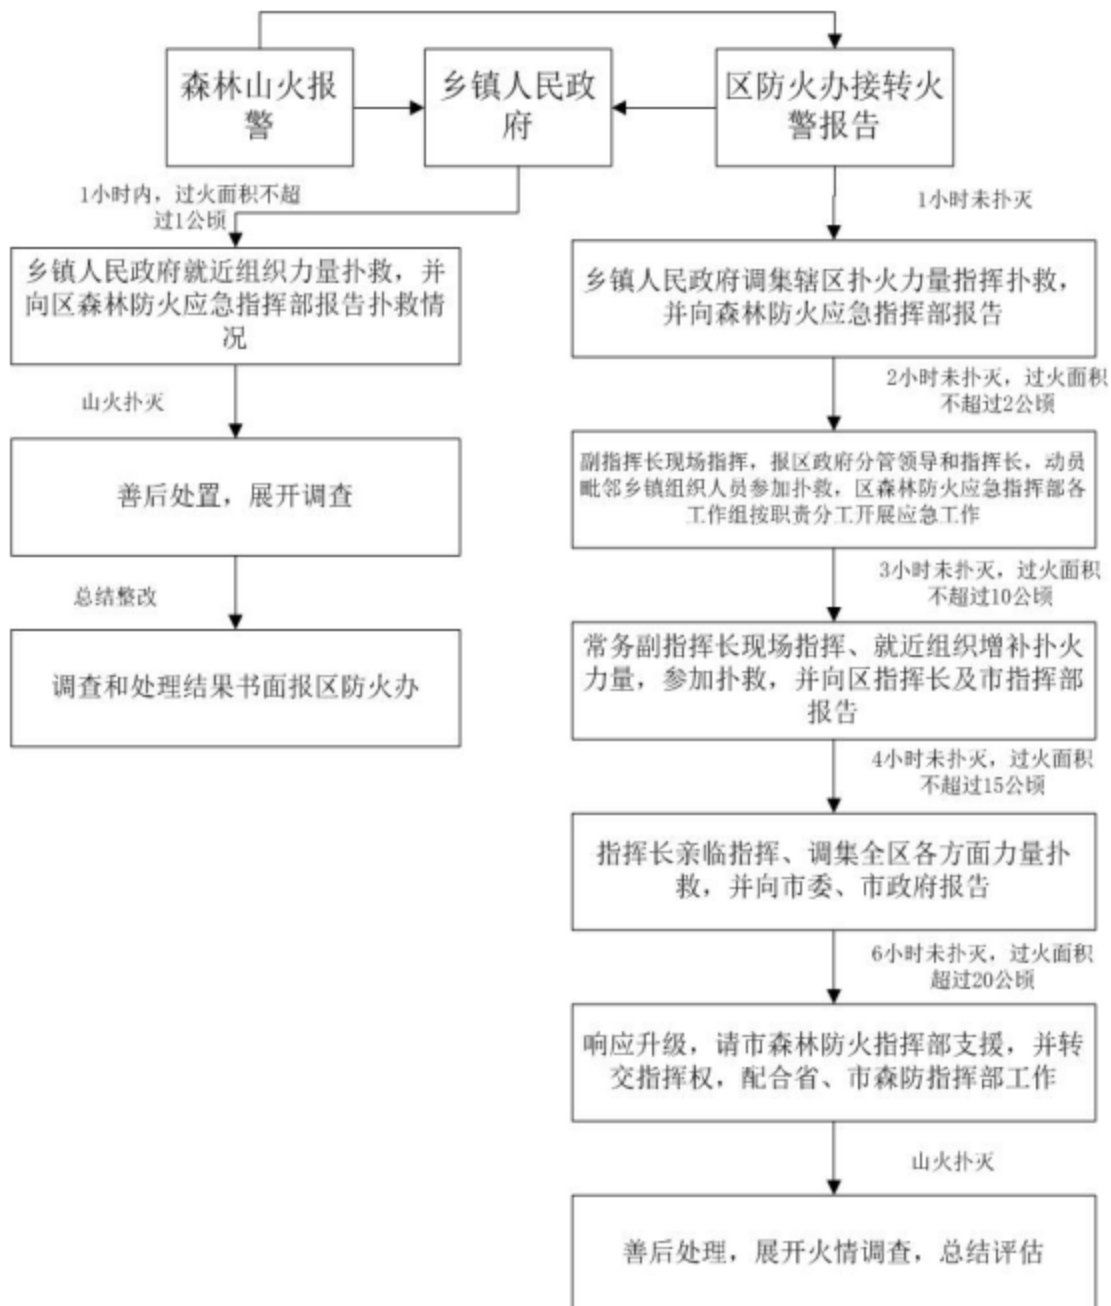 森林山火报
警
乡镇人民政
府
区防火办接转火
警报告
1小时内，过火面积不超
过1公顷
1小时未扑灭
乡镇人民政府就近组织力量扑救，并
向区森林防火应急指挥部报告扑救情
况
乡镇人民政府调集辖区扑火力量指挥扑救，
并向森林防火应急指挥部报告
山火扑灭
2小时未扑灭，过火面积
不超过2公顷
善后处置，展开调查
副指挥长现场指挥，报区政府分管领导和指挥长，动员
毗邻乡镇组织人员参加扑救，区森林防火应急指挥部各
工作组按职责分工开展应急工作
总结整改
3小时未扑灭，过火面积
不超过10公顷
调查和处理结果书面报区防火办
常务副指挥长现场指挥、就近组织增补扑火
力量，参加扑救，并向区指挥长及市指挥部
报告
4小时未扑灭，过火面积
不超过15公顷
指挥长亲临指挥、调集全区各方面力量扑
救，并向市委、市政府报告
6小时未扑灭，过火面积
超过20公顷
响应升级，请市森林防火指挥部支援，并转
交指挥权，配合省、市森防指挥部工作
山火扑灭
善后处理，展开火情调查，总结评估